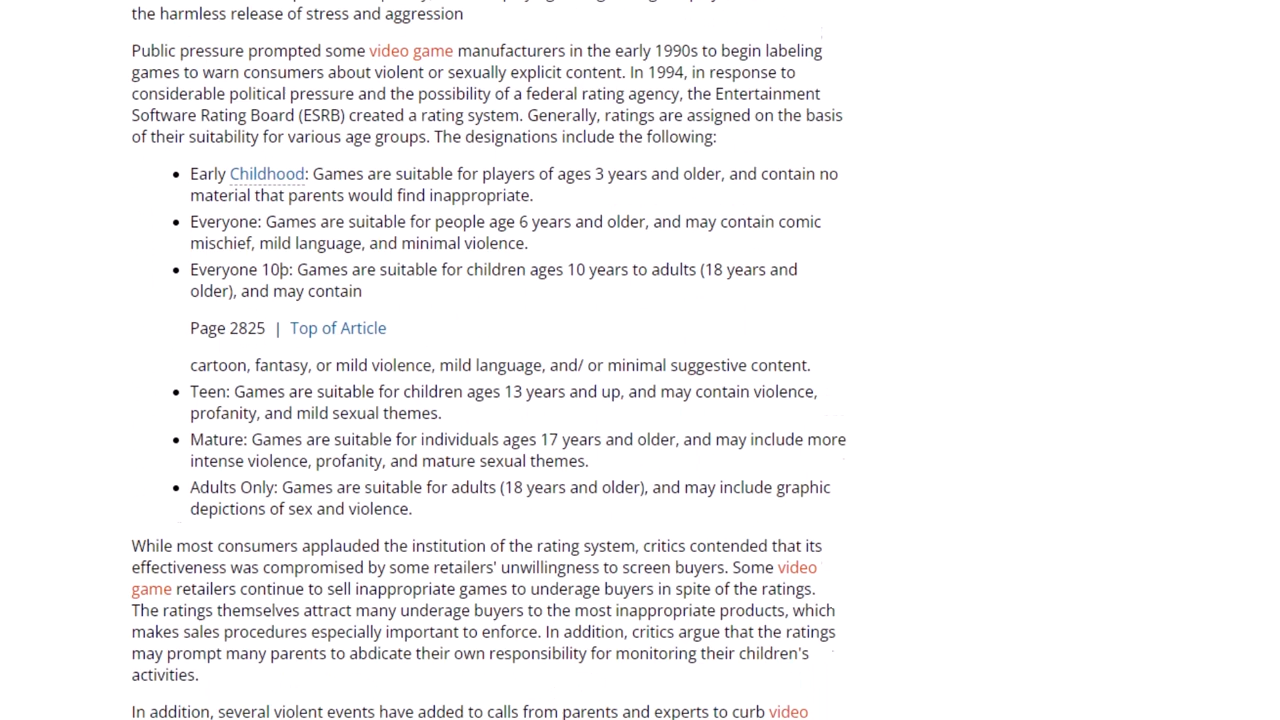 the harmless release of stress and aggression
Public pressure prompted some video game manufacturers in the early 1990s to begin labeling
games to warn consumers about violent or sexually explicit content. In 1994, in response to
considerable political pressure and the possibility of a federal rating agency, the Entertainment
Software Rating Board (ESRB) created a rating system. Generally, ratings are assigned on the basis
of their suitability for various age groups. The designations include the following:
• Early Childhood: Games are suitable for players of ages 3 years and older, and contain no
material that parents would find inappropriate.
• Everyone: Games are suitable for people age 6 years and older, and may contain comic
mischief, mild language, and minimal violence.
• Everyone 10þ: Games are suitable for children ages 10 years to adults (18 years and
older), and may contain
Page 2825 | Top of Article
cartoon, fantasy, or mild violence, mild language, and/ or minimal suggestive content.
• Teen: Games are suitable for children ages 13 years and up, and may contain violence,
profanity, and mild sexual themes.
• Mature: Games are suitable for individuals ages 17 years and older, and may include more
intense violence, profanity, and mature sexual themes.
• Adults Only: Games are suitable for adults (18 years and older), and may include graphic
depictions of sex and violence.
While most consumers applauded the institution of the rating system, critics contended that its
effectiveness was compromised by some retailers' unwillingness to screen buyers. Some video
game retailers continue to sell inappropriate games to underage buyers in spite of the ratings.
The ratings themselves attract many underage buyers to the most inappropriate products, which
makes sales procedures especially important to enforce. In addition, critics argue that the ratings
may prompt many parents to abdicate their own responsibility for monitoring their children's
activities.
In addition, several violent events have added to calls from parents and experts to curb video